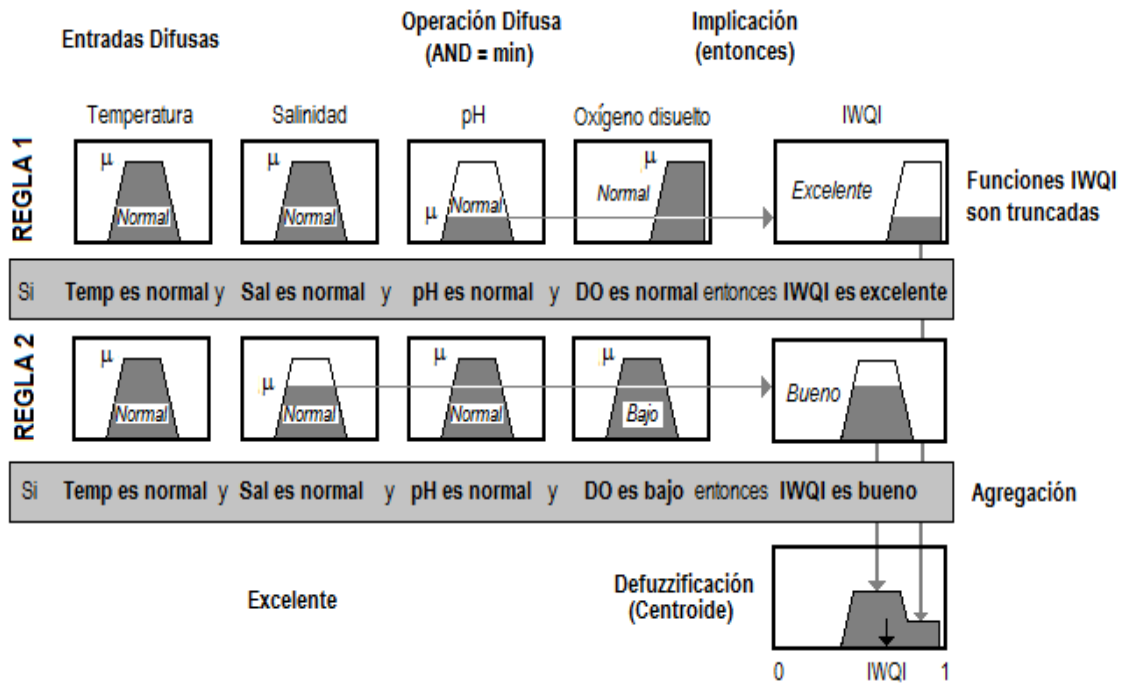 Entradas Difusas
Operación Difusa
(AND = min)
Implicación
(entonces)
Temperatura
Salinidad
pH
Oxígeno disuelto
IWQI
REGLA 1
μ
Normal
μ
Normal
μ
Normal
μ
Normal
Excelente
Funciones IWQI
son truncadas
Si Temp es normal y Sal es normal y pH es normal y DO es normal entonces IWQI es excelente
REGLA 2
μ
Normal
μ
Normal
μ
Normal
μ
Bajo
Bueno
Si Temp es normal y Sal es normal y pH es normal y DO es bajo entonces IWQI es bueno
Agregación
Excelente
Defuzzificación
(Centroide)
0 IWQI 1